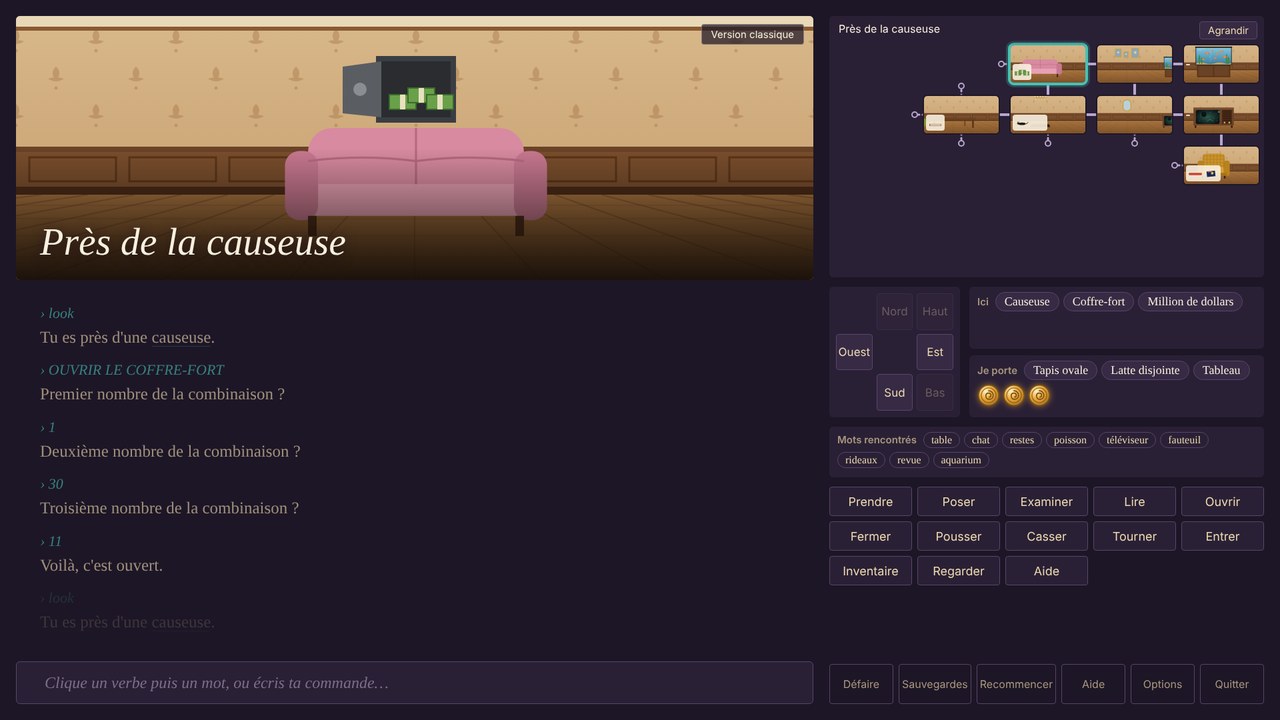 Version classique
Près de la causeuse
› look
Tu es près d'une causeuse.
› OUVRIR LE COFFRE-FORT
Premier nombre de la combinaison ?
› 1
Deuxième nombre de la combinaison ?
› 30
Troisième nombre de la combinaison ?
› 11
Voilà, c'est ouvert.
› look
Tu es près d'une causeuse.
Clique un verbe puis un mot, ou écris ta commande…
Près de la causeuse
Agrandir
Nord Haut
Ouest Est
Sud Bas
Ici Causeuse Coffre-fort Million de dollars
Je porte Tapis ovale Latte disjointe Tableau
Mots rencontrés table chat restes poisson téléviseur fauteuil
rideaux revue aquarium
Prendre Poser Examiner Lire Ouvrir
Fermer Pousser Casser Tourner Entrer
Inventaire Regarder Aide
Défaire Sauvegardes Recommencer Aide Options Quitter